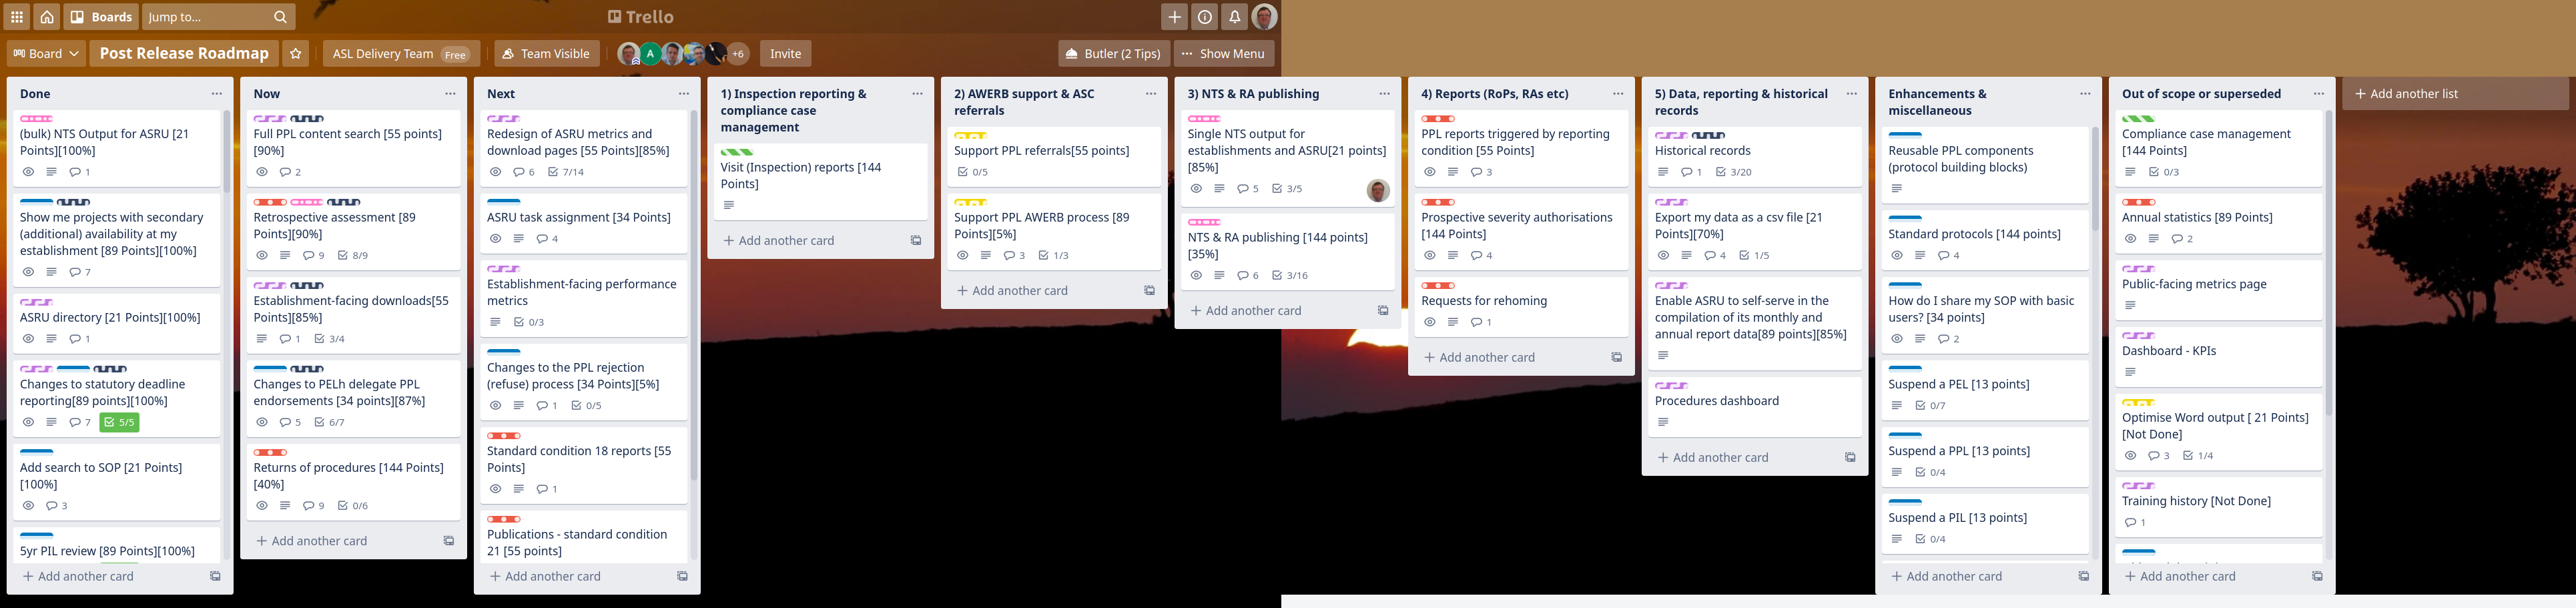 Boards
Jump to...
Trello
Board
Post Release Roadmap
ASL Delivery Team Free
Team Visible
A
+6
Invite
Butler (2 Tips)
Show Menu
Done
(bulk) NTS Output for ASRU [21
Points][100%]
1
Show me projects with secondary
(additional) availability at my
establishment [89 Points][100%]
7
ASRU directory [21 Points][100%]
1
Changes to statutory deadline
reporting[89 points][100%]
7 5/5
Add search to SOP [21 Points]
[100%]
3
5yr PIL review [89 Points][100%]
+ Add another card
Now
Full PPL content search [55 points]
[90%]
2
Retrospective assessment [89
Points][90%]
9 8/9
Establishment-facing downloads[55
Points][85%]
1 3/4
Changes to PELh delegate PPL
endorsements [34 points][87%]
5 6/7
Returns of procedures [144 Points]
[40%]
9 0/6
+ Add another card
Next
Redesign of ASRU metrics and
download pages [55 Points][85%]
6 7/14
ASRU task assignment [34 Points]
4
Establishment-facing performance
metrics
0/3
Changes to the PPL rejection
(refuse) process [34 Points][5%]
1 0/5
Standard condition 18 reports [55
Points]
1
Publications - standard condition
21 [55 points]
+ Add another card
1) Inspection reporting &
compliance case
management
Visit (Inspection) reports [144
Points]
+ Add another card
2) AWERB support & ASC
referrals
Support PPL referrals[55 points]
0/5
Support PPL AWERB process [89
Points][5%]
3 1/3
+ Add another card
3) NTS & RA publishing
Single NTS output for
establishments and ASRU[21 points]
[85%]
5 3/5
NTS & RA publishing [144 points]
[35%]
6 3/16
+ Add another card
4) Reports (RoPs, RAs etc)
PPL reports triggered by reporting
condition [55 Points]
3
Prospective severity authorisations
[144 Points]
4
Requests for rehoming
1
+ Add another card
5) Data, reporting & historical
records
Historical records
1 3/20
Export my data as a csv file [21
Points][70%]
4 1/5
Enable ASRU to self-serve in the
compilation of its monthly and
annual report data[89 points][85%]
Procedures dashboard
+ Add another card
Enhancements &
miscellaneous
Reusable PPL components
(protocol building blocks)
Standard protocols [144 points]
4
How do I share my SOP with basic
users? [34 points]
2
Suspend a PEL [13 points]
0/7
Suspend a PPL [13 points]
0/4
Suspend a PIL [13 points]
0/4
+ Add another card
Out of scope or superseded
Compliance case management
[144 Points]
0/3
Annual statistics [89 Points]
2
Public-facing metrics page
Dashboard - KPIs
Optimise Word output [ 21 Points]
[Not Done]
3 1/4
Training history [Not Done]
1
+ Add another card
+ Add another list